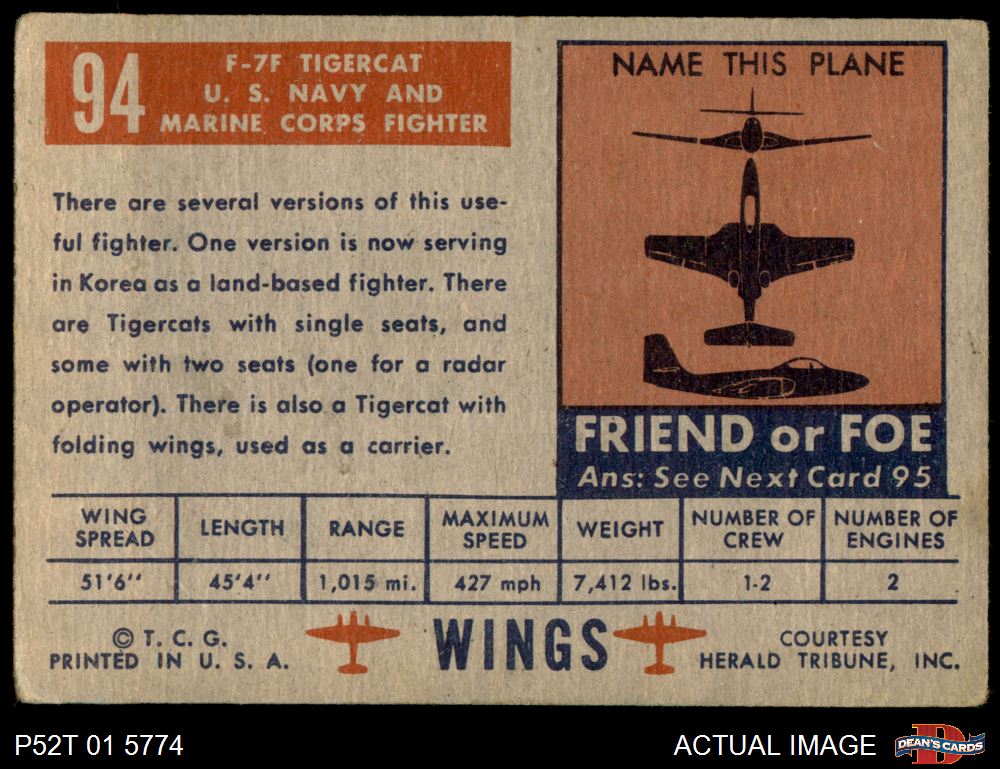 94
F-7F TIGERCAT
U. S. NAVY AND
MARINE CORPS FIGHTER
There are several versions of this use-
ful fighter. One version is now serving
in Korea as a land-based fighter. There
are Tigercats with single seats, and
some with two seats (one for a radar
operator). There is also a Tigercat with
folding wings, used as a carrier.
NAME THIS PLANE
FRIEND or FOE
Ans: See Next Card 95
WING SPREAD
LENGTH
RANGE
MAXIMUM SPEED
WEIGHT
NUMBER OF CREW
NUMBER OF ENGINES
51'6''
45'4''
1,015 mi.
427 mph
7,412 lbs.
1-2
2
© T. C. G.
PRINTED IN U. S. A.
WINGS
COURTESY
HERALD TRIBUNE, INC.
P52T 01 5774
ACTUAL IMAGE
D
DEAN'S CARDS